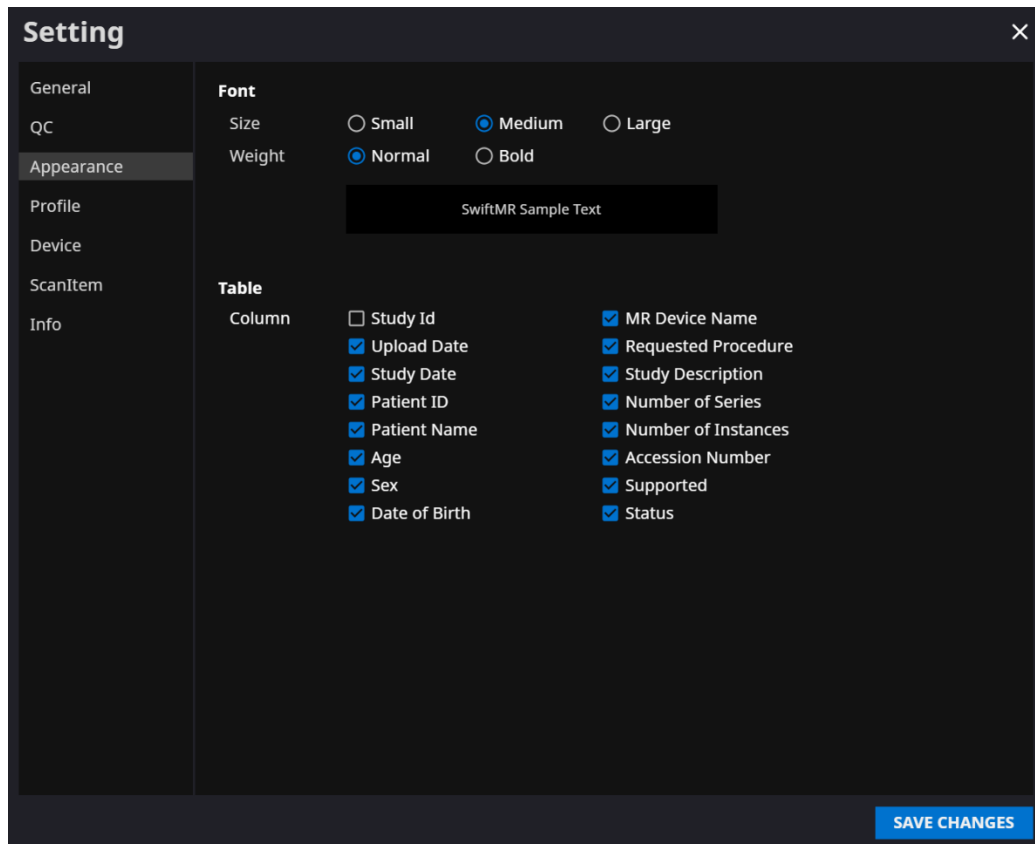 Setting
General
QC
Appearance
Profile
Device
ScanItem
Info
Font
Size Small Medium Large
Weight Normal Bold
SwiftMR Sample Text
Table
Column Study Id MR Device Name
Upload Date Requested Procedure
Study Date Study Description
Patient ID Number of Series
Patient Name Number of Instances
Age Accession Number
Sex Supported
Date of Birth Status
SAVE CHANGES